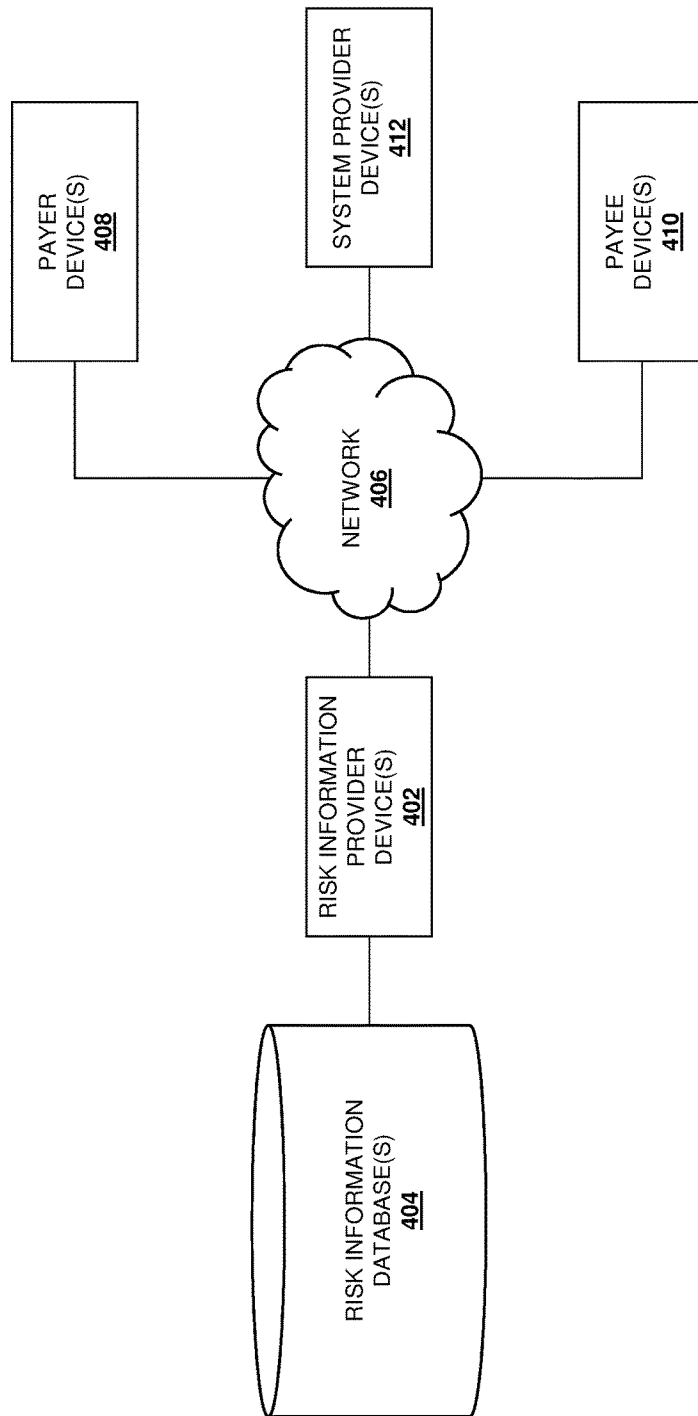 RISK INFORMATION
DATABASE(S)
404
RISK INFORMATION
PROVIDER
DEVICE(S)
402
NETWORK
406
PAYER
DEVICE(S)
408
SYSTEM PROVIDER
DEVICE(S)
412
PAYEE
DEVICE(S)
410